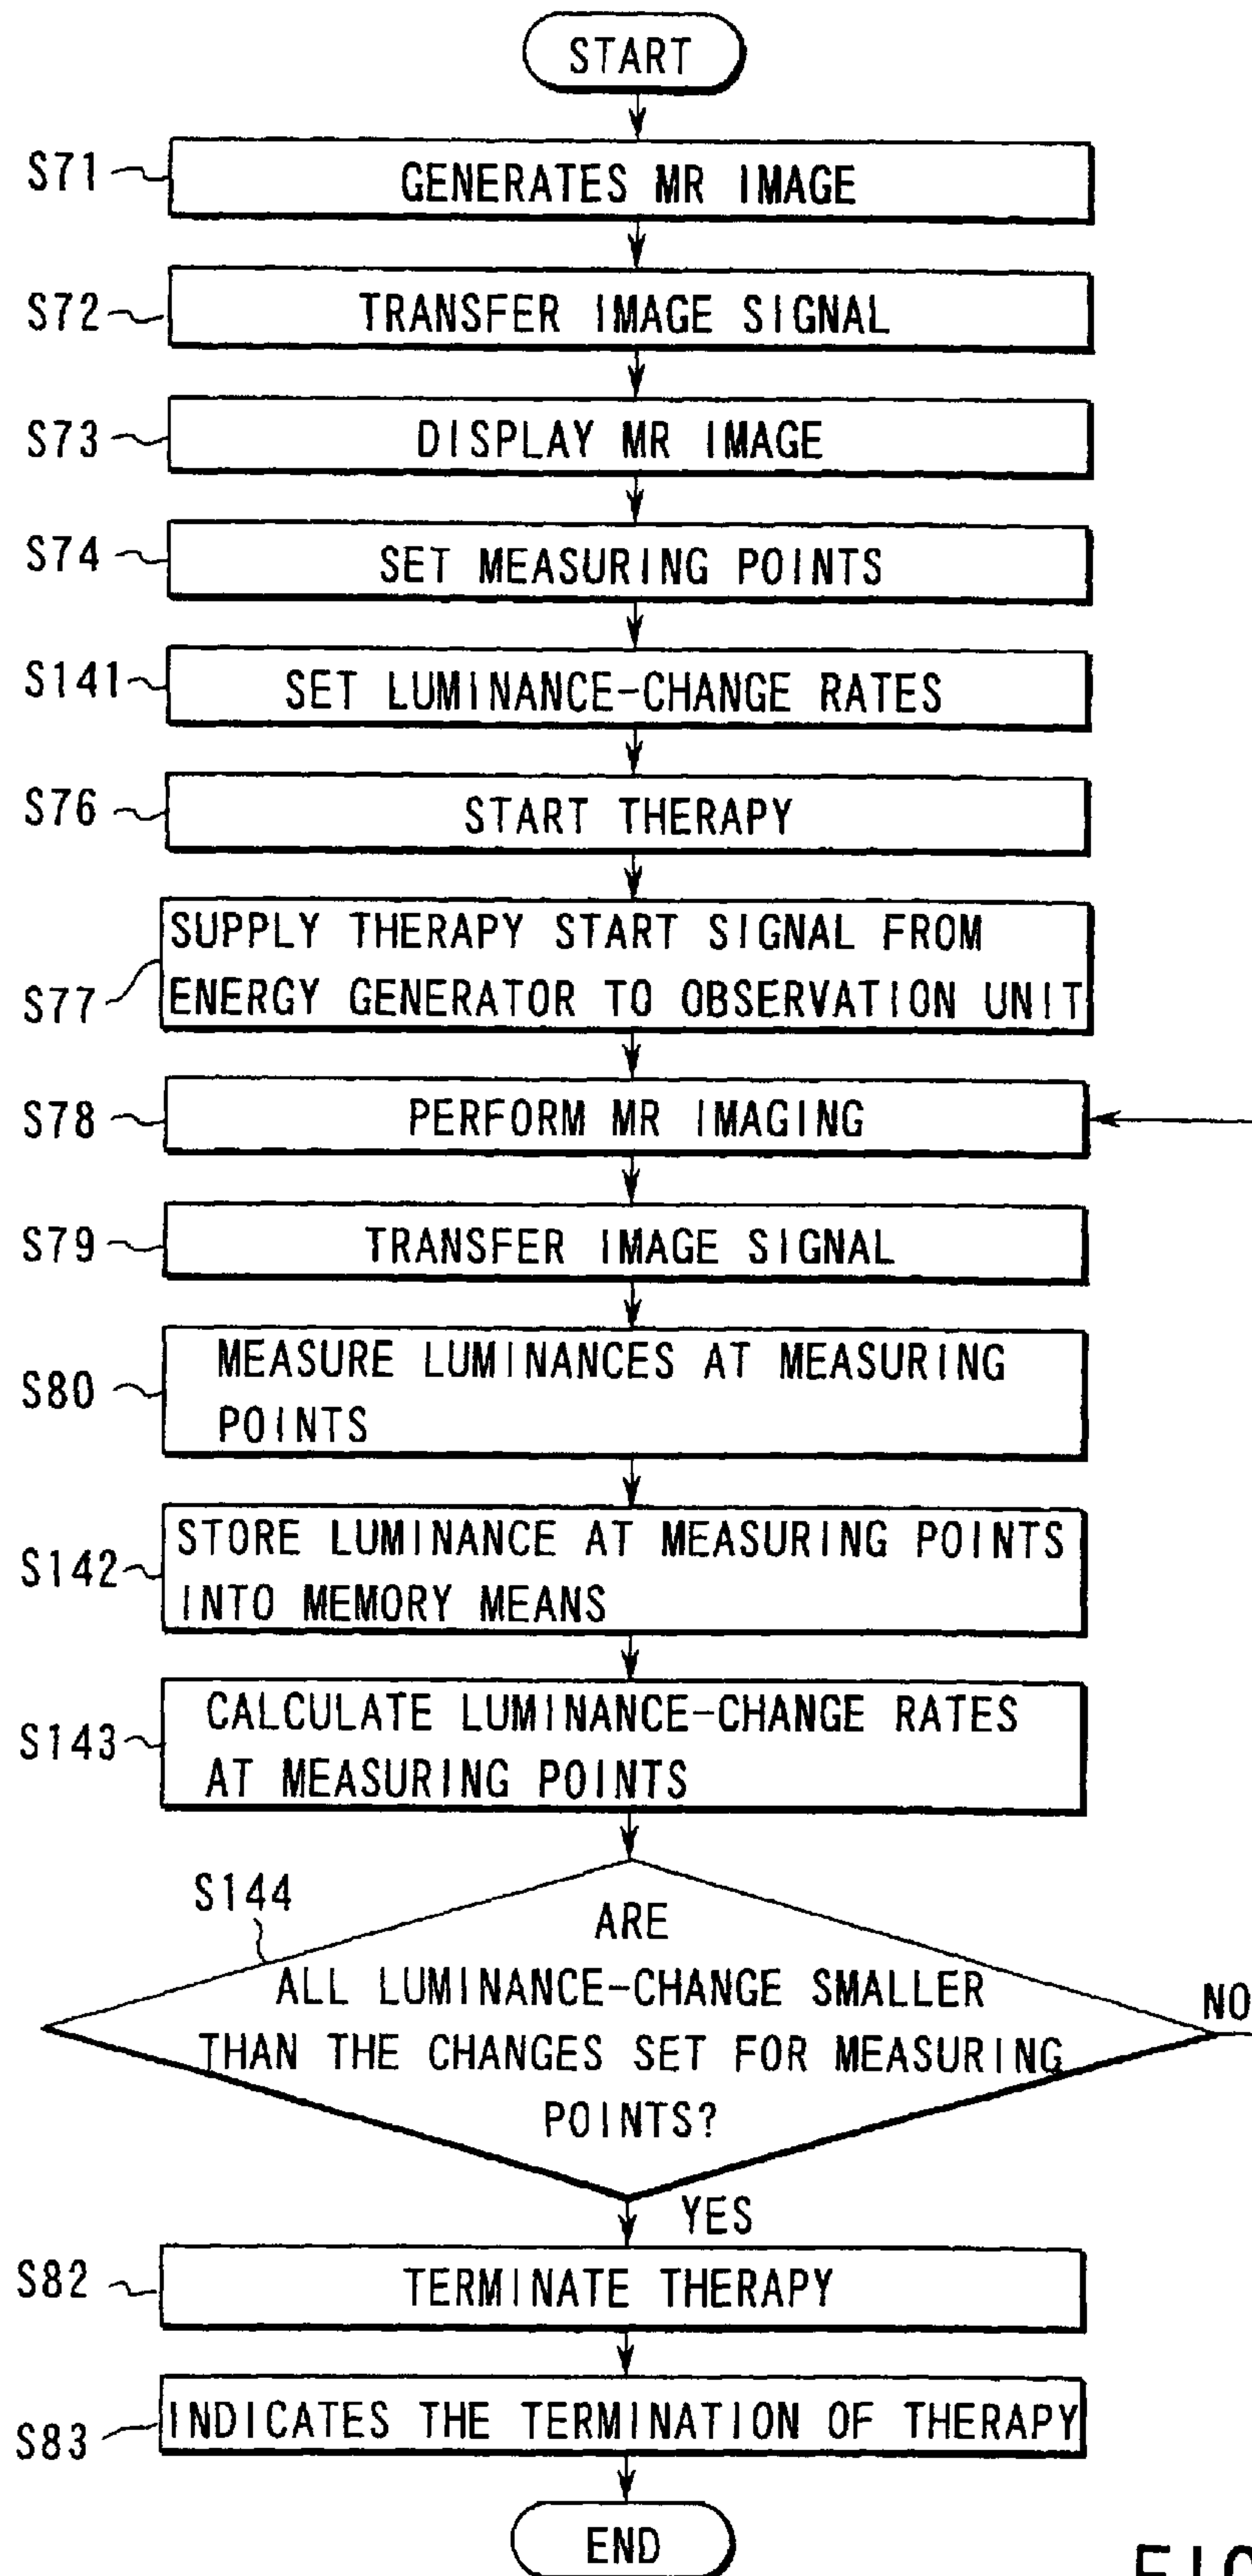 START
S71
GENERATES MR IMAGE
S72
TRANSFER IMAGE SIGNAL
S73
DISPLAY MR IMAGE
S74
SET MEASURING POINTS
S141
SET LUMINANCE-CHANGE RATES
S76
START THERAPY
S77
SUPPLY THERAPY START SIGNAL FROM
ENERGY GENERATOR TO OBSERVATION UNIT
S78
PERFORM MR IMAGING
S79
TRANSFER IMAGE SIGNAL
S80
MEASURE LUMINANCES AT MEASURING
POINTS
S142
STORE LUMINANCE AT MEASURING POINTS
INTO MEMORY MEANS
S143
CALCULATE LUMINANCE-CHANGE RATES
AT MEASURING POINTS
S144
ARE
ALL LUMINANCE-CHANGE SMALLER
THAN THE CHANGES SET FOR MEASURING
POINTS?
NO
YES
S82
TERMINATE THERAPY
S83
INDICATES THE TERMINATION OF THERAPY
END